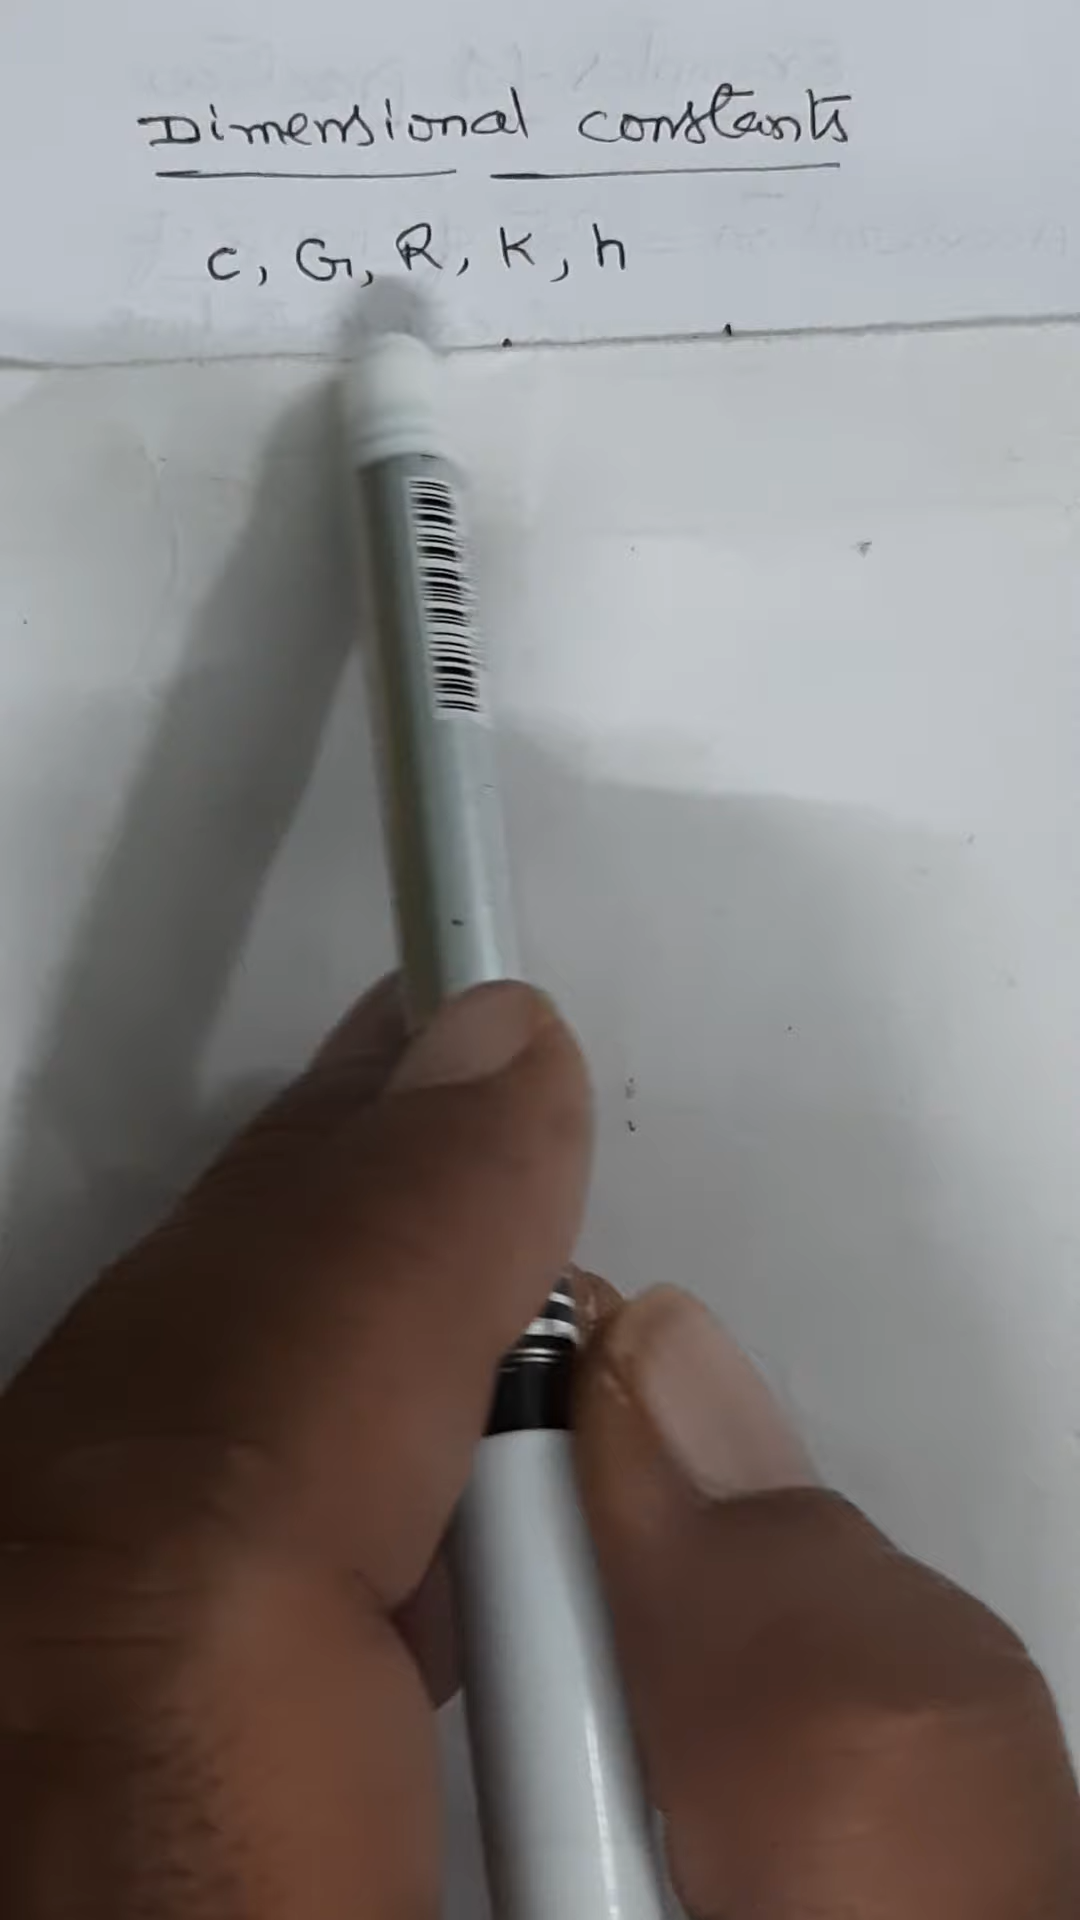 Dimensional constants
c, G, R, K, h